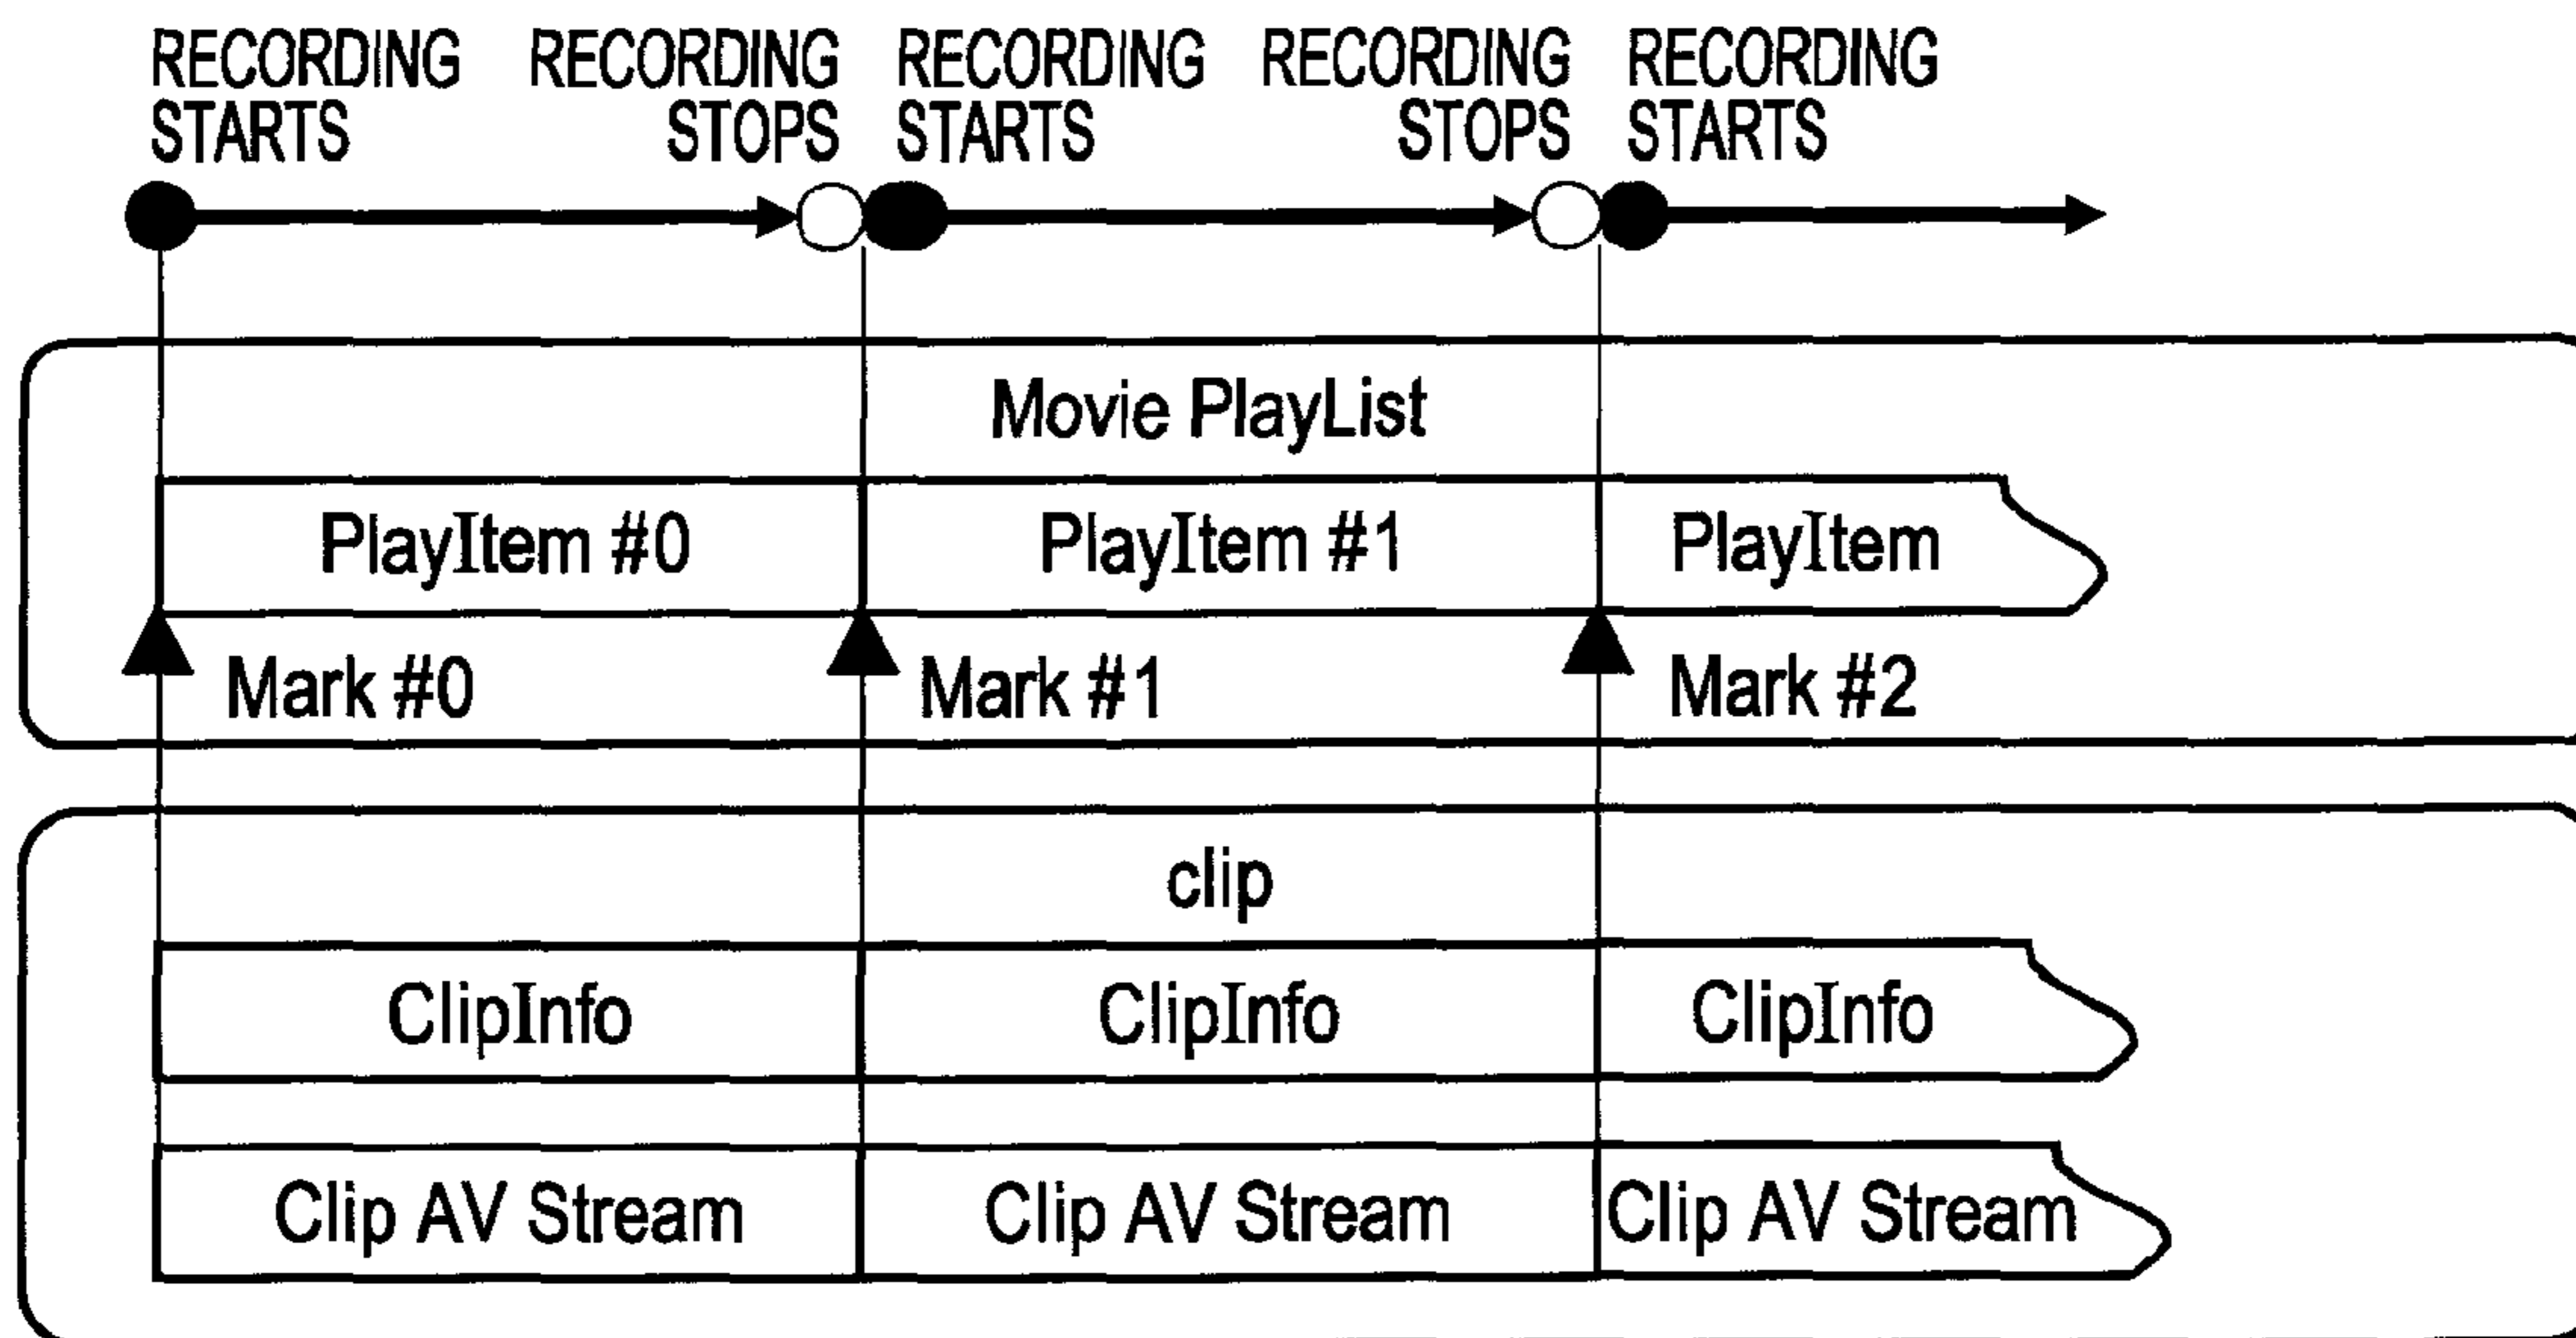 RECORDING STARTS
RECORDING STOPS
RECORDING STARTS
RECORDING STOPS
RECORDING STARTS
Movie PlayList
PlayItem #0
PlayItem #1
PlayItem
Mark #0
Mark #1
Mark #2
clip
ClipInfo
ClipInfo
ClipInfo
Clip AV Stream
Clip AV Stream
Clip AV Stream